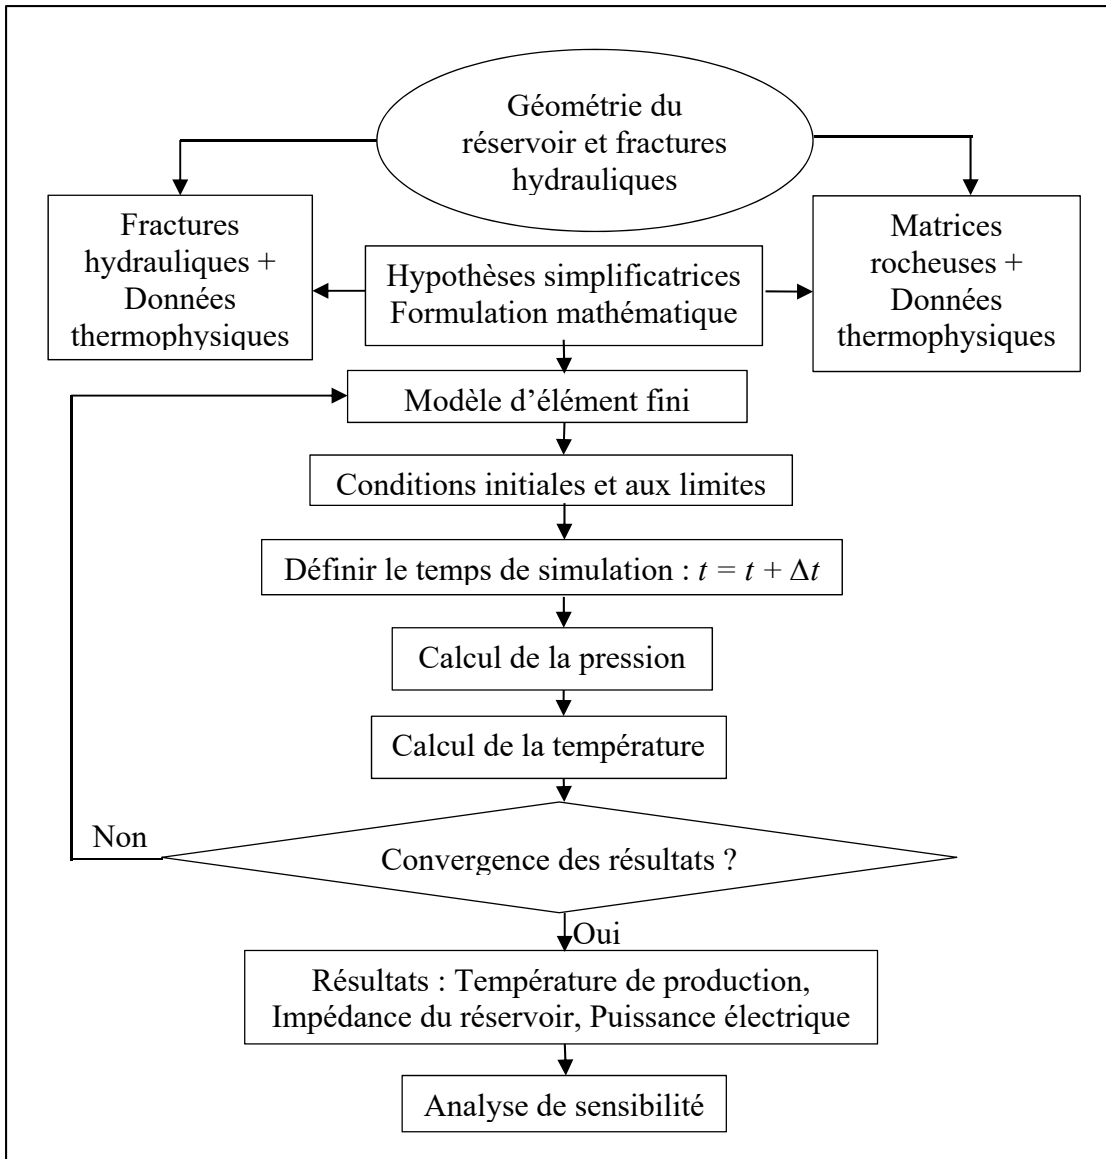 Géométrie du
réservoir et fractures
hydrauliques
Fractures
hydrauliques +
Données
thermophysiques
Hypothèses simplificatrices
Formulation mathématique
Matrices
rocheuses +
Données
thermophysiques
Modèle d’élément fini
Conditions initiales et aux limites
Définir le temps de simulation : t = t + Δt
Calcul de la pression
Calcul de la température
Non
Convergence des résultats ?
Oui
Résultats : Température de production,
Impédance du réservoir, Puissance électrique
Analyse de sensibilité